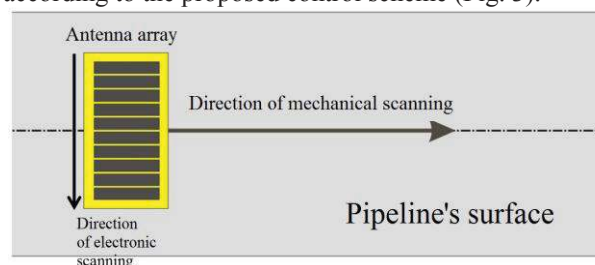 according to the proposed control scheme (Fig. 3).
Antenna array
Direction of mechanical scanning
Pipeline's surface
Direction
of electronic
scanning